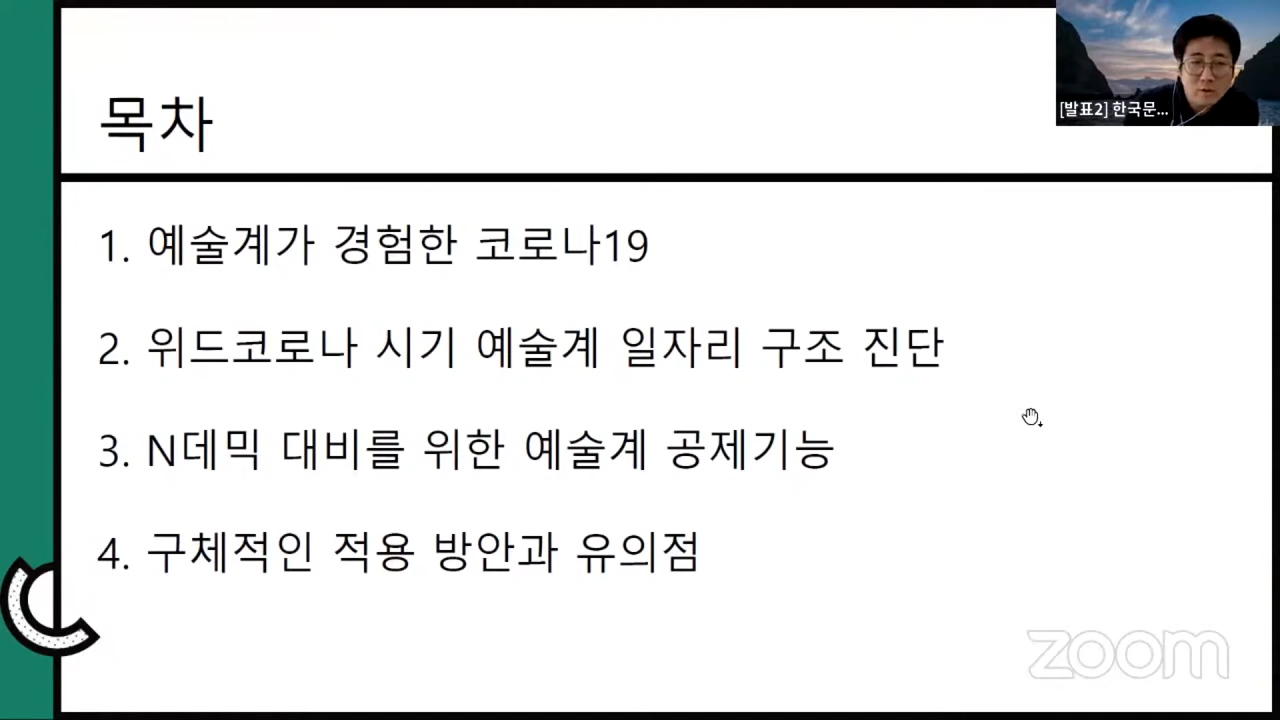 목차
[발표2] 한국문...
1. 예술계가 경험한 코로나19
2. 위드코로나 시기 예술계 일자리 구조 진단
3. N데믹 대비를 위한 예술계 공제기능
4. 구체적인 적용 방안과 유의점
zoom